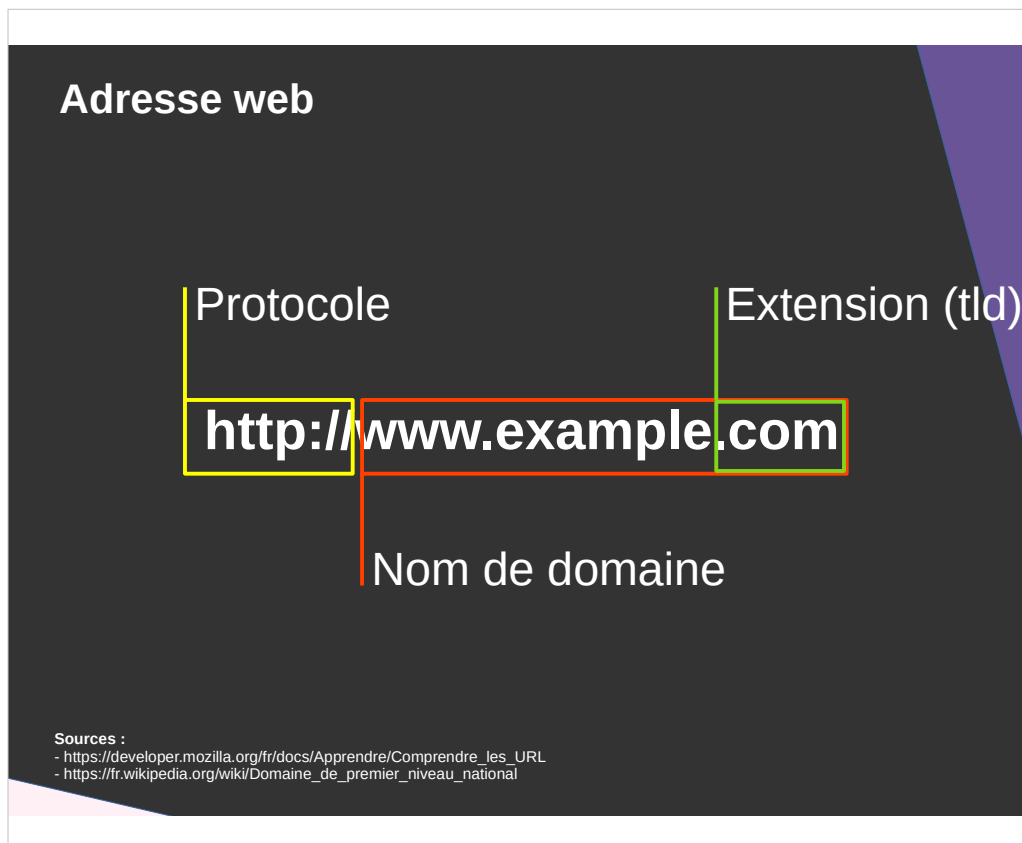 Adresse web
Protocole
Extension (tld)
http://www.example.com
Nom de domaine
Sources :
- https://developer.mozilla.org/fr/docs/Apprendre/Comprendre_les_URL
- https://fr.wikipedia.org/wiki/Domaine_de_premier_niveau_national